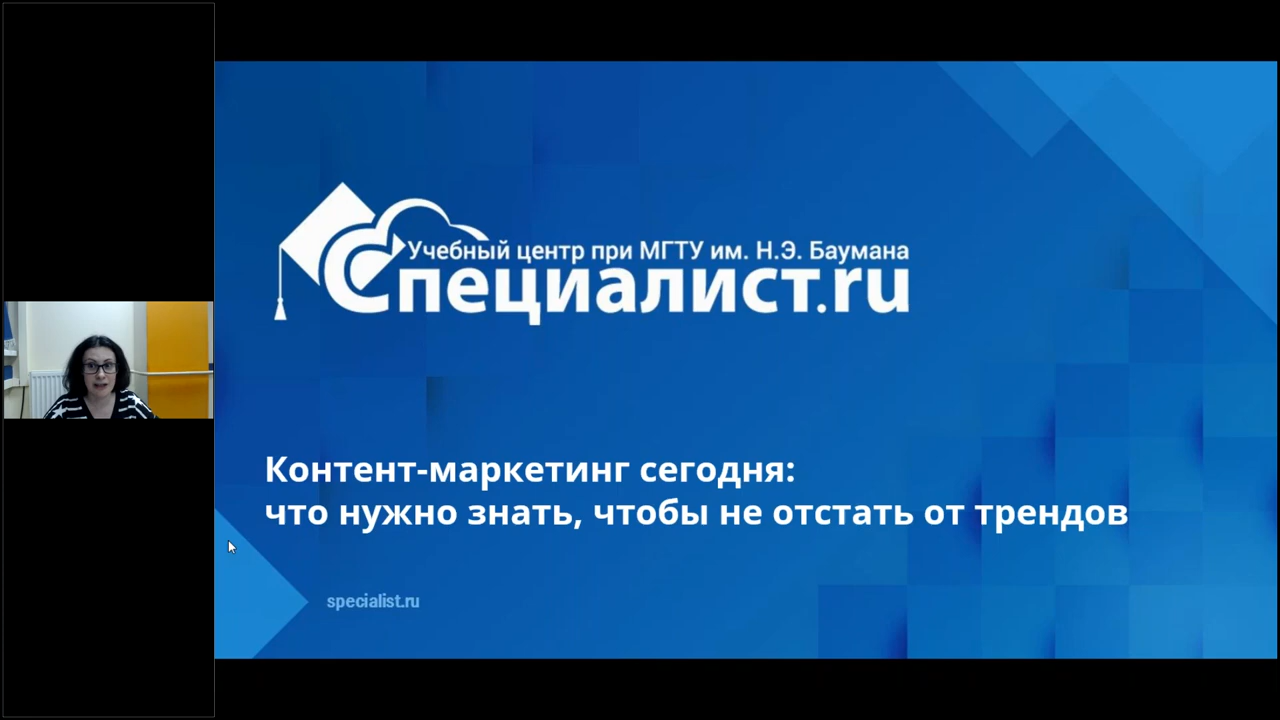 Учебный центр при МГТУ им. Н.Э. Баумана
Специалист.ru
Контент-маркетинг сегодня:
что нужно знать, чтобы не отстать от трендов
specialist.ru